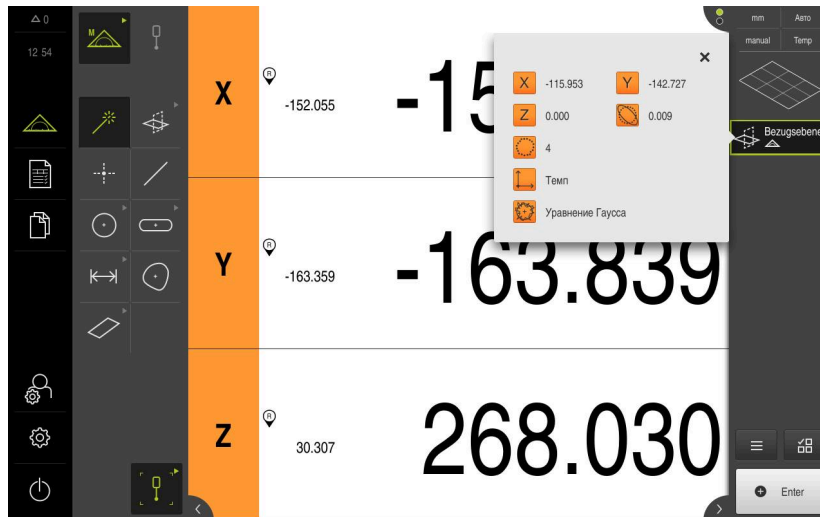 △ 0
12 54
M
X
R
-152.055
Y
R
-163.359
-163.839
Z
R
30.307
268.030
X -115.953 Y -142.727
Z 0.000 0.009
4
Темп
Уравнение Гаусса
mm Авто
manual Temp
Bezugsebene
Enter